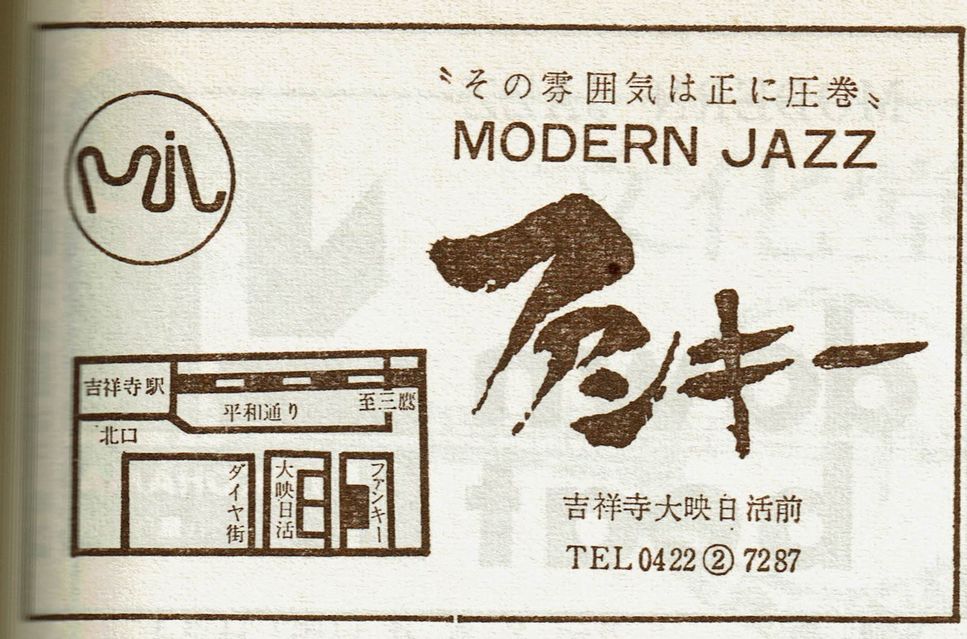 〝その雰囲気は正に圧巻〟
MODERN JAZZ
ファンキー
吉祥寺大映日活前
TEL 0422 ② 7287
吉祥寺駅
平和通り
至三鷹
北口
ダイヤ街
大映日活
ファンキー